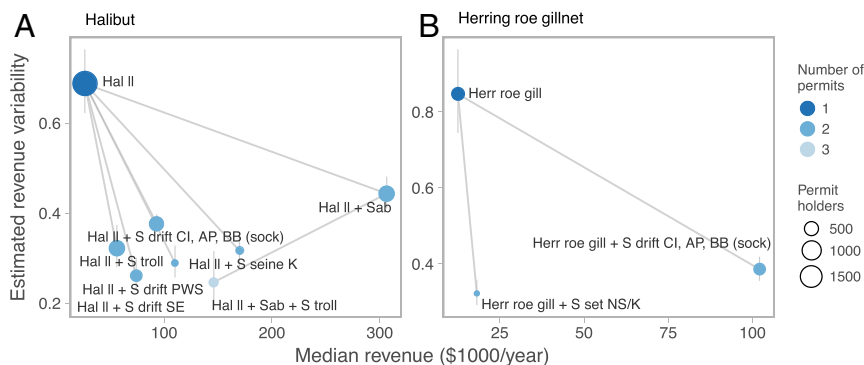 A
Halibut
Estimated revenue variability
0.6
0.4
0.2
Hal ll
Hal ll + Sab
Hal ll + S drift CI, AP, BB (sock)
Hal ll + S troll
Hal ll + S seine K
Hal ll + S drift PWS
Hal ll + S drift SE
Hal ll + Sab + S troll
100
200
300
B
Herring roe gillnet
0.8
0.6
0.4
Herr roe gill
Herr roe gill + S drift CI, AP, BB (sock)
Herr roe gill + S set NS/K
25
50
75
100
Median revenue ($1000/year)
Number of
permits
1
2
3
Permit
holders
500
1000
1500